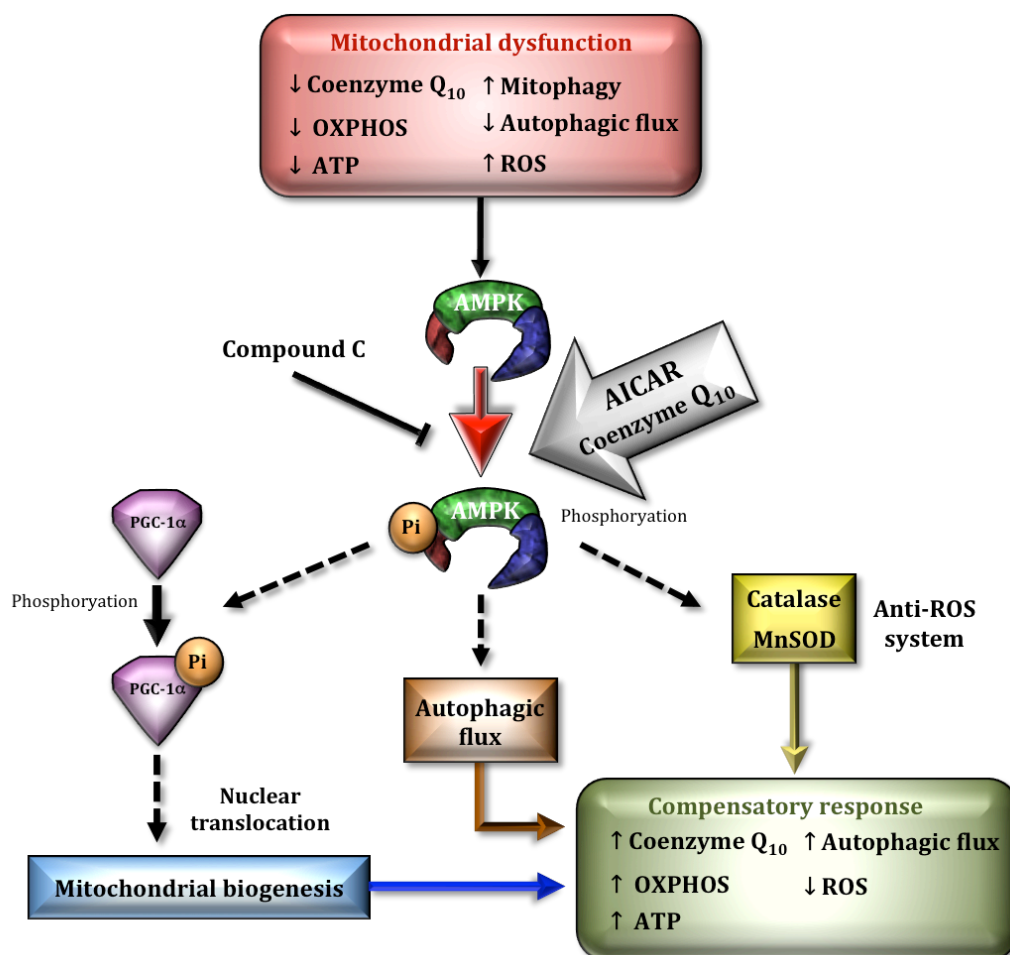 Mitochondrial dysfunction
↓ Coenzyme Q10 ↑ Mitophagy
↓ OXPHOS ↓ Autophagic flux
↓ ATP ↑ ROS
AMPK
Compound C
AICAR
Coenzyme Q10
Pi
AMPK
Phosphoryation
PGC-1α
Phosphoryation
Pi
PGC-1α
Catalase
MnSOD
Anti-ROS
system
Autophagic
flux
Nuclear
translocation
Mitochondrial biogenesis
Compensatory response
↑ Coenzyme Q10 ↑ Autophagic flux
↑ OXPHOS ↓ ROS
↑ ATP